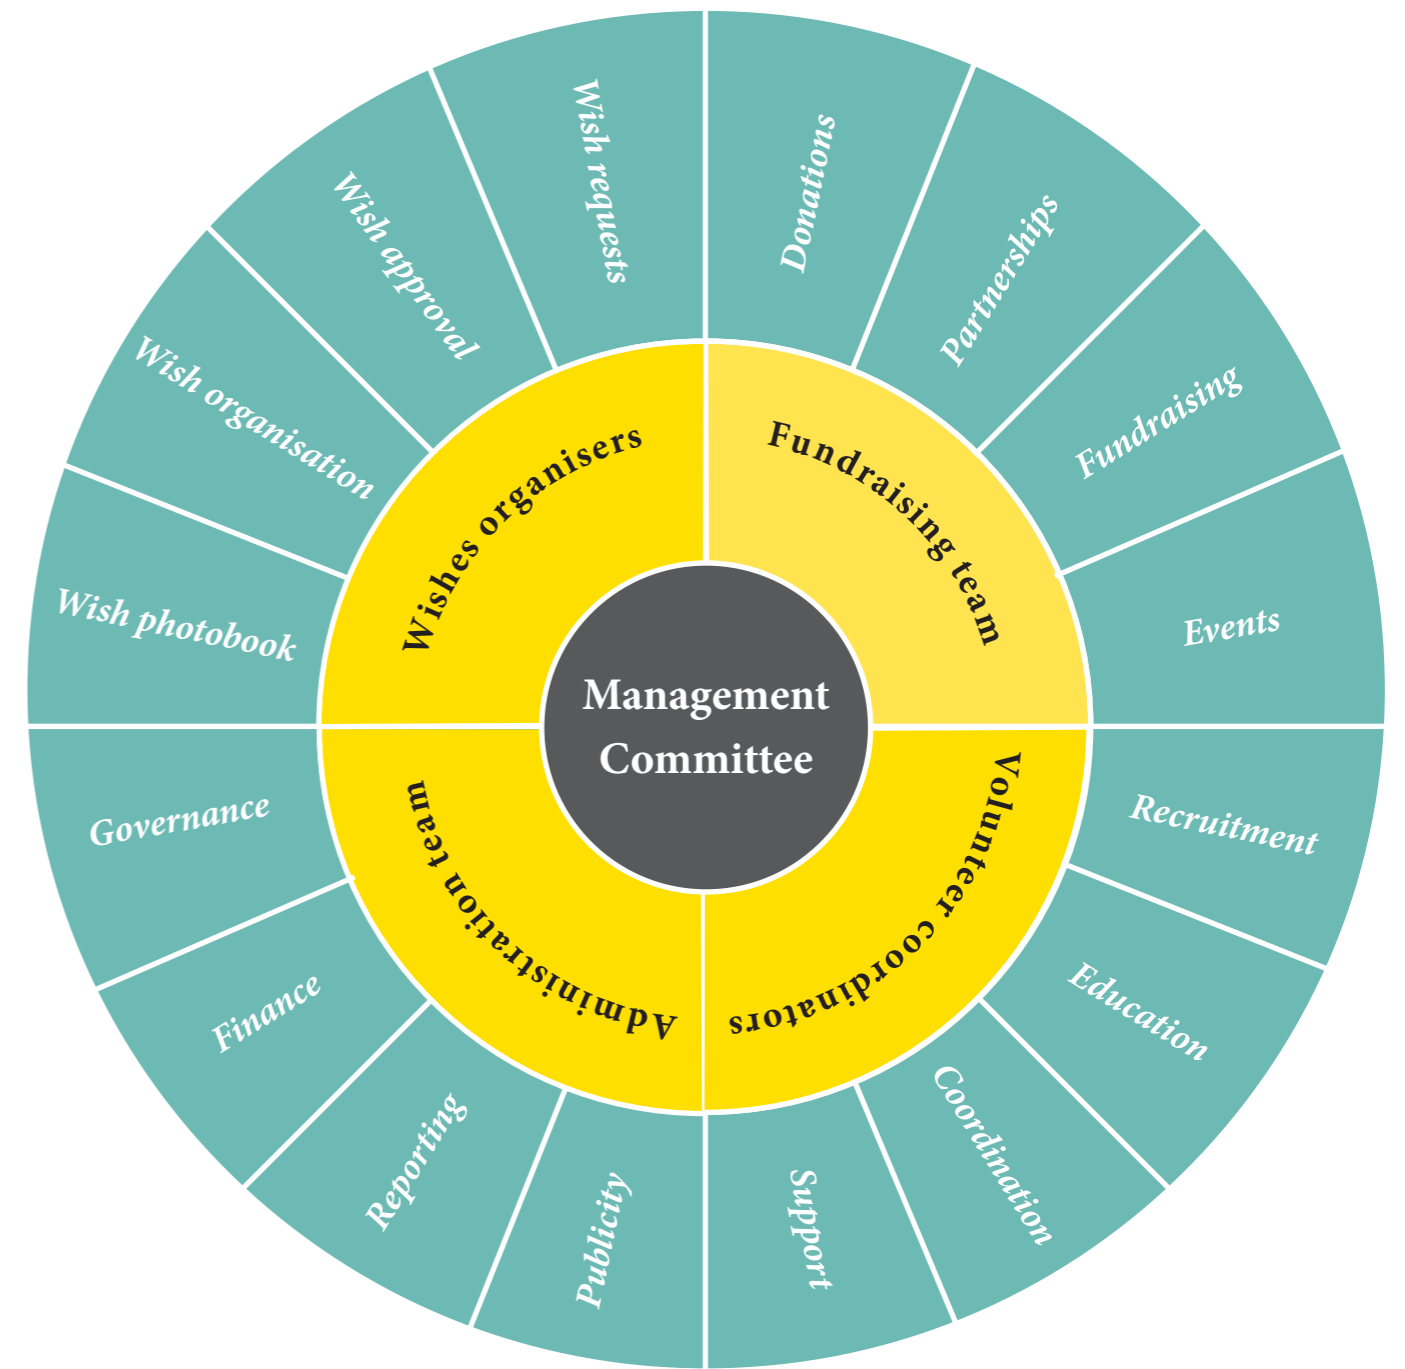 Management
Committee
Wishes organisers
Fundraising team
Volunteer coordinators
Administration team
Wish requests
Wish approval
Wish organisation
Wish photobook
Donations
Partnerships
Fundraising
Events
Recruitment
Education
Coordination
Support
Governance
Finance
Reporting
Publicity